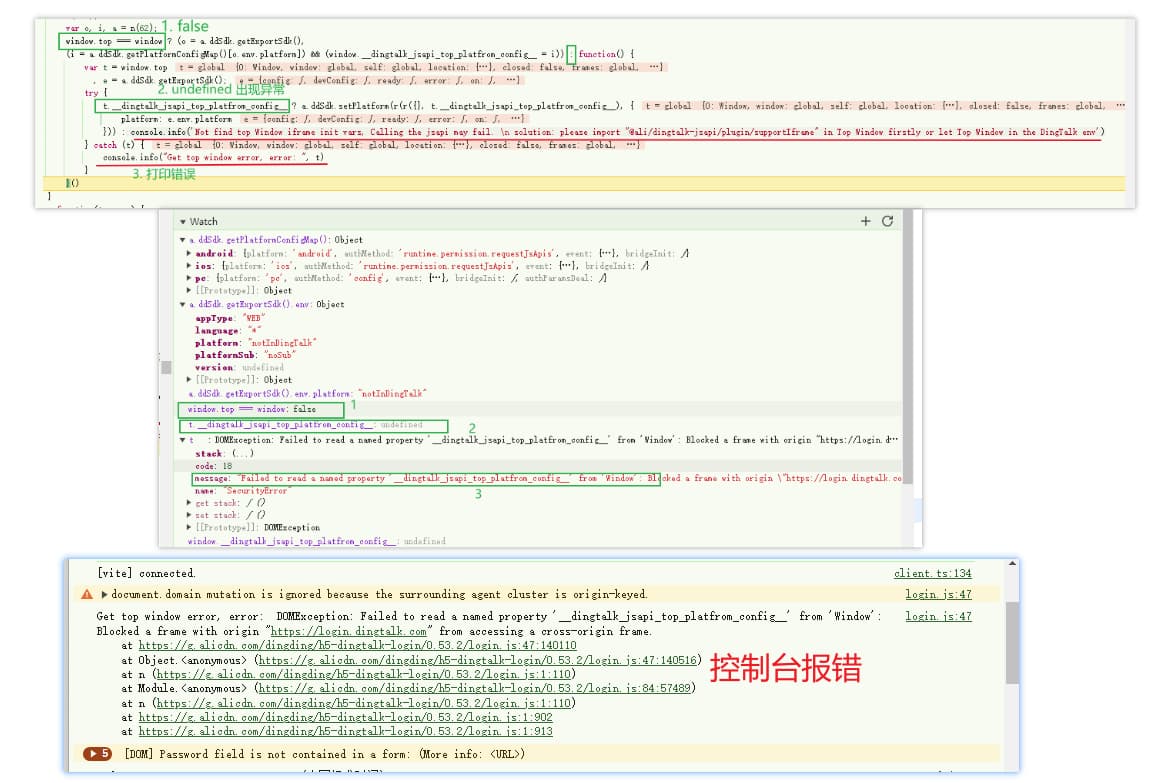 var o, i, a = n(62); 1. false
window.top === window ? (o = a.ddSdk.getExportSdk(),
(i = a.ddSdk.getPlatformConfigMap()[o.env.platform]) && (window.__dingtalk_jsapi_top_platfrom_config__ = i)) : function() {
var t = window.top t = global {0: Window, window: global, self: global, location: {…}, closed: false, frames: global, …}
, e = a.ddSdk.getExportSdk(); e = {config: ƒ, devConfig: ƒ, ready: ƒ, error: ƒ, on: ƒ, …}
2. undefined 出现异常
try {
t.__dingtalk_jsapi_top_platfrom_config__ ? a.ddSdk.setPlatform(r(r({}, t.__dingtalk_jsapi_top_platfrom_config__), { t = global {0: Window, window: global, self: global, location: {…}, closed: false, frames: global, …
platform: e.env.platform e = {config: ƒ, devConfig: ƒ, ready: ƒ, error: ƒ, on: ƒ, …}
})) : console.info('Not find top Window iframe init vars, Calling the jsapi may fail. \n solution: please inport "@ali/dingtalk-jsapi/plugin/supportIframe" in Top Window firstly or let Top Window in the DingTalk env')
} catch (t) { t = global {0: Window, window: global, self: global, location: {…}, closed: false, frames: global, …}
console.info("Get top window error, error: ", t)
}
3. 打印错误
}()
}
Watch
a.ddSdk.getPlatformConfigMap(): Object
android: {platform: 'android', authMethod: 'runtime.permission.requestJsApis', event: {…}, bridgeInit: ƒ}
ios: {platform: 'ios', authMethod: 'runtime.permission.requestJsApis', event: {…}, bridgeInit: ƒ}
pc: {platform: 'pc', authMethod: 'config', event: {…}, bridgeInit: ƒ, authParamsDeal: ƒ}
[[Prototype]]: Object
a.ddSdk.getExportSdk().env: Object
appType: "WEB"
language: "*"
platform: "notInDingTalk"
platformSub: "noSub"
version: undefined
[[Prototype]]: Object
a.ddSdk.getExportSdk().env.platform: "notInDingTalk"
window.top === window: false 1
t.__dingtalk_jsapi_top_platfrom_config__: undefined 2
t : DOMException: Failed to read a named property '__dingtalk_jsapi_top_platfrom_config__' from 'Window': Blocked a frame with origin "https://login.d…
stack: (...)
code: 18
message: "Failed to read a named property '__dingtalk_jsapi_top_platfrom_config__' from 'Window': Blocked a frame with origin \"https://login.dingtalk.co
name: "SecurityError"
3
get stack: ƒ ()
set stack: ƒ ()
[[Prototype]]: DOMException
window.__dingtalk_jsapi_top_platfrom_config__: undefined
[vite] connected. client.ts:134
document.domain mutation is ignored because the surrounding agent cluster is origin-keyed. login.js:47
Get top window error, error: DOMException: Failed to read a named property '__dingtalk_jsapi_top_platfrom_config__' from 'Window': login.js:47
Blocked a frame with origin "https://login.dingtalk.com" from accessing a cross-origin frame.
at https://g.alicdn.com/dingding/h5-dingtalk-login/0.53.2/login.js:47:140110
at Object.<anonymous> (https://g.alicdn.com/dingding/h5-dingtalk-login/0.53.2/login.js:47:140516)
at n (https://g.alicdn.com/dingding/h5-dingtalk-login/0.53.2/login.js:1:110)
at Module.<anonymous> (https://g.alicdn.com/dingding/h5-dingtalk-login/0.53.2/login.js:84:57489)
at n (https://g.alicdn.com/dingding/h5-dingtalk-login/0.53.2/login.js:1:110)
at https://g.alicdn.com/dingding/h5-dingtalk-login/0.53.2/login.js:1:902
at https://g.alicdn.com/dingding/h5-dingtalk-login/0.53.2/login.js:1:913
控制台报错
5 [DOM] Password field is not contained in a form: (More info: <URL>)